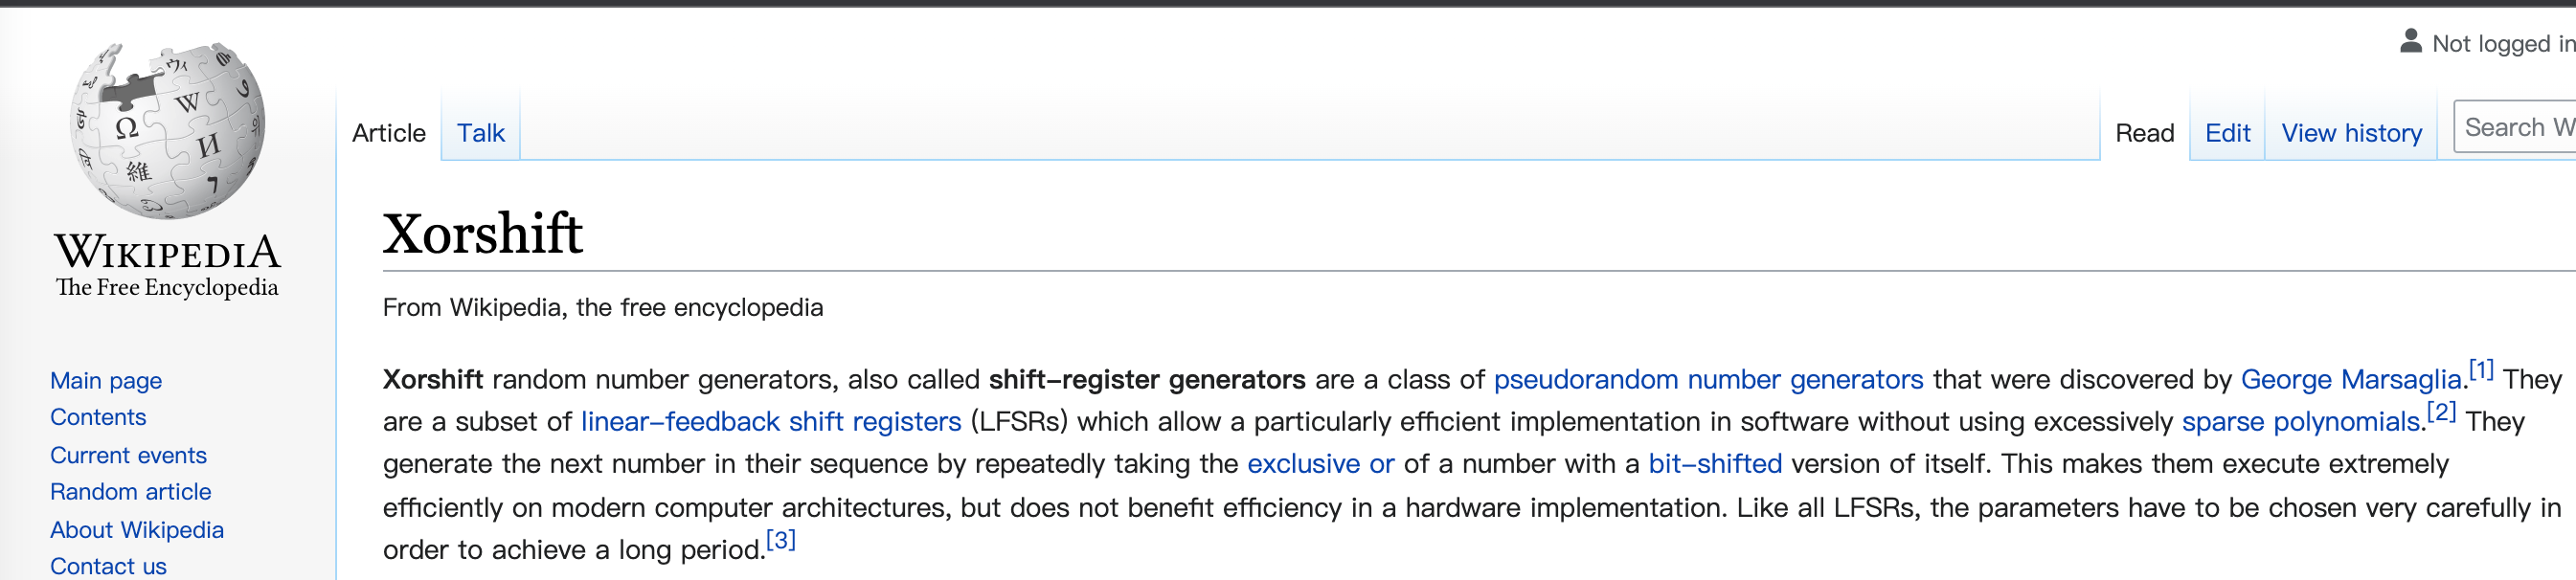 Not logged in
Article Talk Read Edit View history Search W
WIKIPEDIA
The Free Encyclopedia
Xorshift
From Wikipedia, the free encyclopedia
Main page
Contents
Current events
Random article
About Wikipedia
Contact us
Xorshift random number generators, also called shift-register generators are a class of pseudorandom number generators that were discovered by George Marsaglia.[1] They
are a subset of linear-feedback shift registers (LFSRs) which allow a particularly efficient implementation in software without using excessively sparse polynomials.[2] They
generate the next number in their sequence by repeatedly taking the exclusive or of a number with a bit-shifted version of itself. This makes them execute extremely
efficiently on modern computer architectures, but does not benefit efficiency in a hardware implementation. Like all LFSRs, the parameters have to be chosen very carefully in
order to achieve a long period.[3]